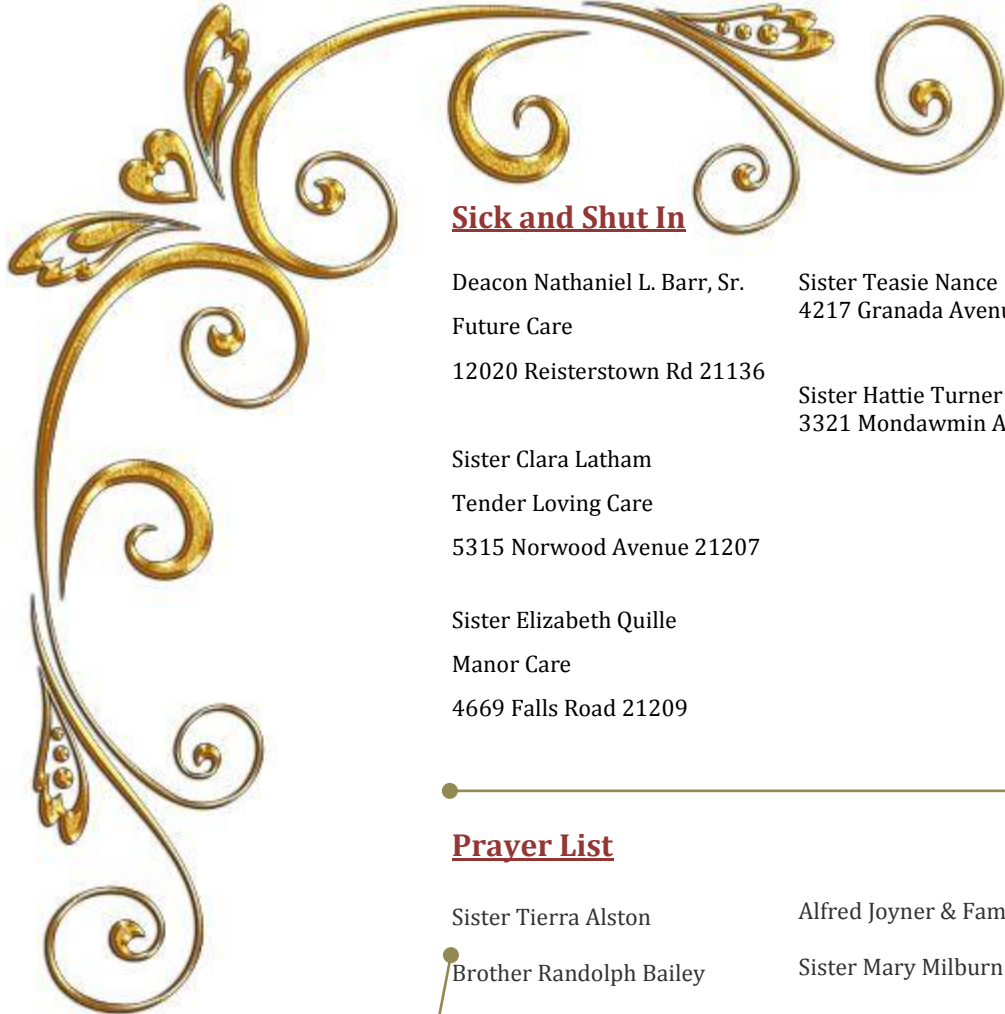 Sick and Shut In
Deacon Nathaniel L. Barr, Sr.
Future Care
12020 Reisterstown Rd 21136
Sister Clara Latham
Tender Loving Care
5315 Norwood Avenue 21207
Sister Elizabeth Quille
Manor Care
4669 Falls Road 21209
Sister Teasie Nance
4217 Granada
Sister Hattie Turner
3321 Mondawmin
Prayer List
Sister Tierra Alston
Brother Randolph Bailey
Alfred Joyner &
Sister Mary Milburn